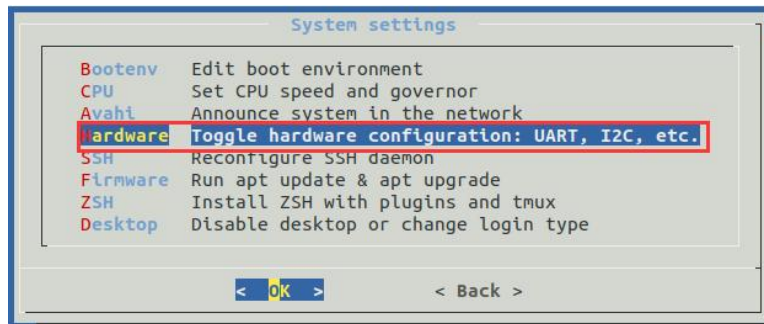 System settings
Bootenv Edit boot environment
CPU Set CPU speed and governor
Avahi Announce system in the network
Hardware Toggle hardware configuration: UART, I2C, etc.
SSH Reconfigure SSH daemon
Firmware Run apt update & apt upgrade
ZSH Install ZSH with plugins and tmux
Desktop Disable desktop or change login type
< OK > < Back >